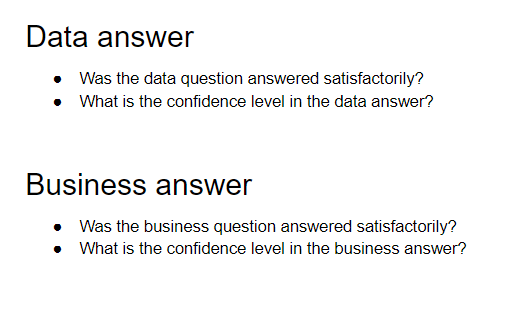 Data answer
● Was the data question answered satisfactorily?
● What is the confidence level in the data answer?
Business answer
● Was the business question answered satisfactorily?
● What is the confidence level in the business answer?